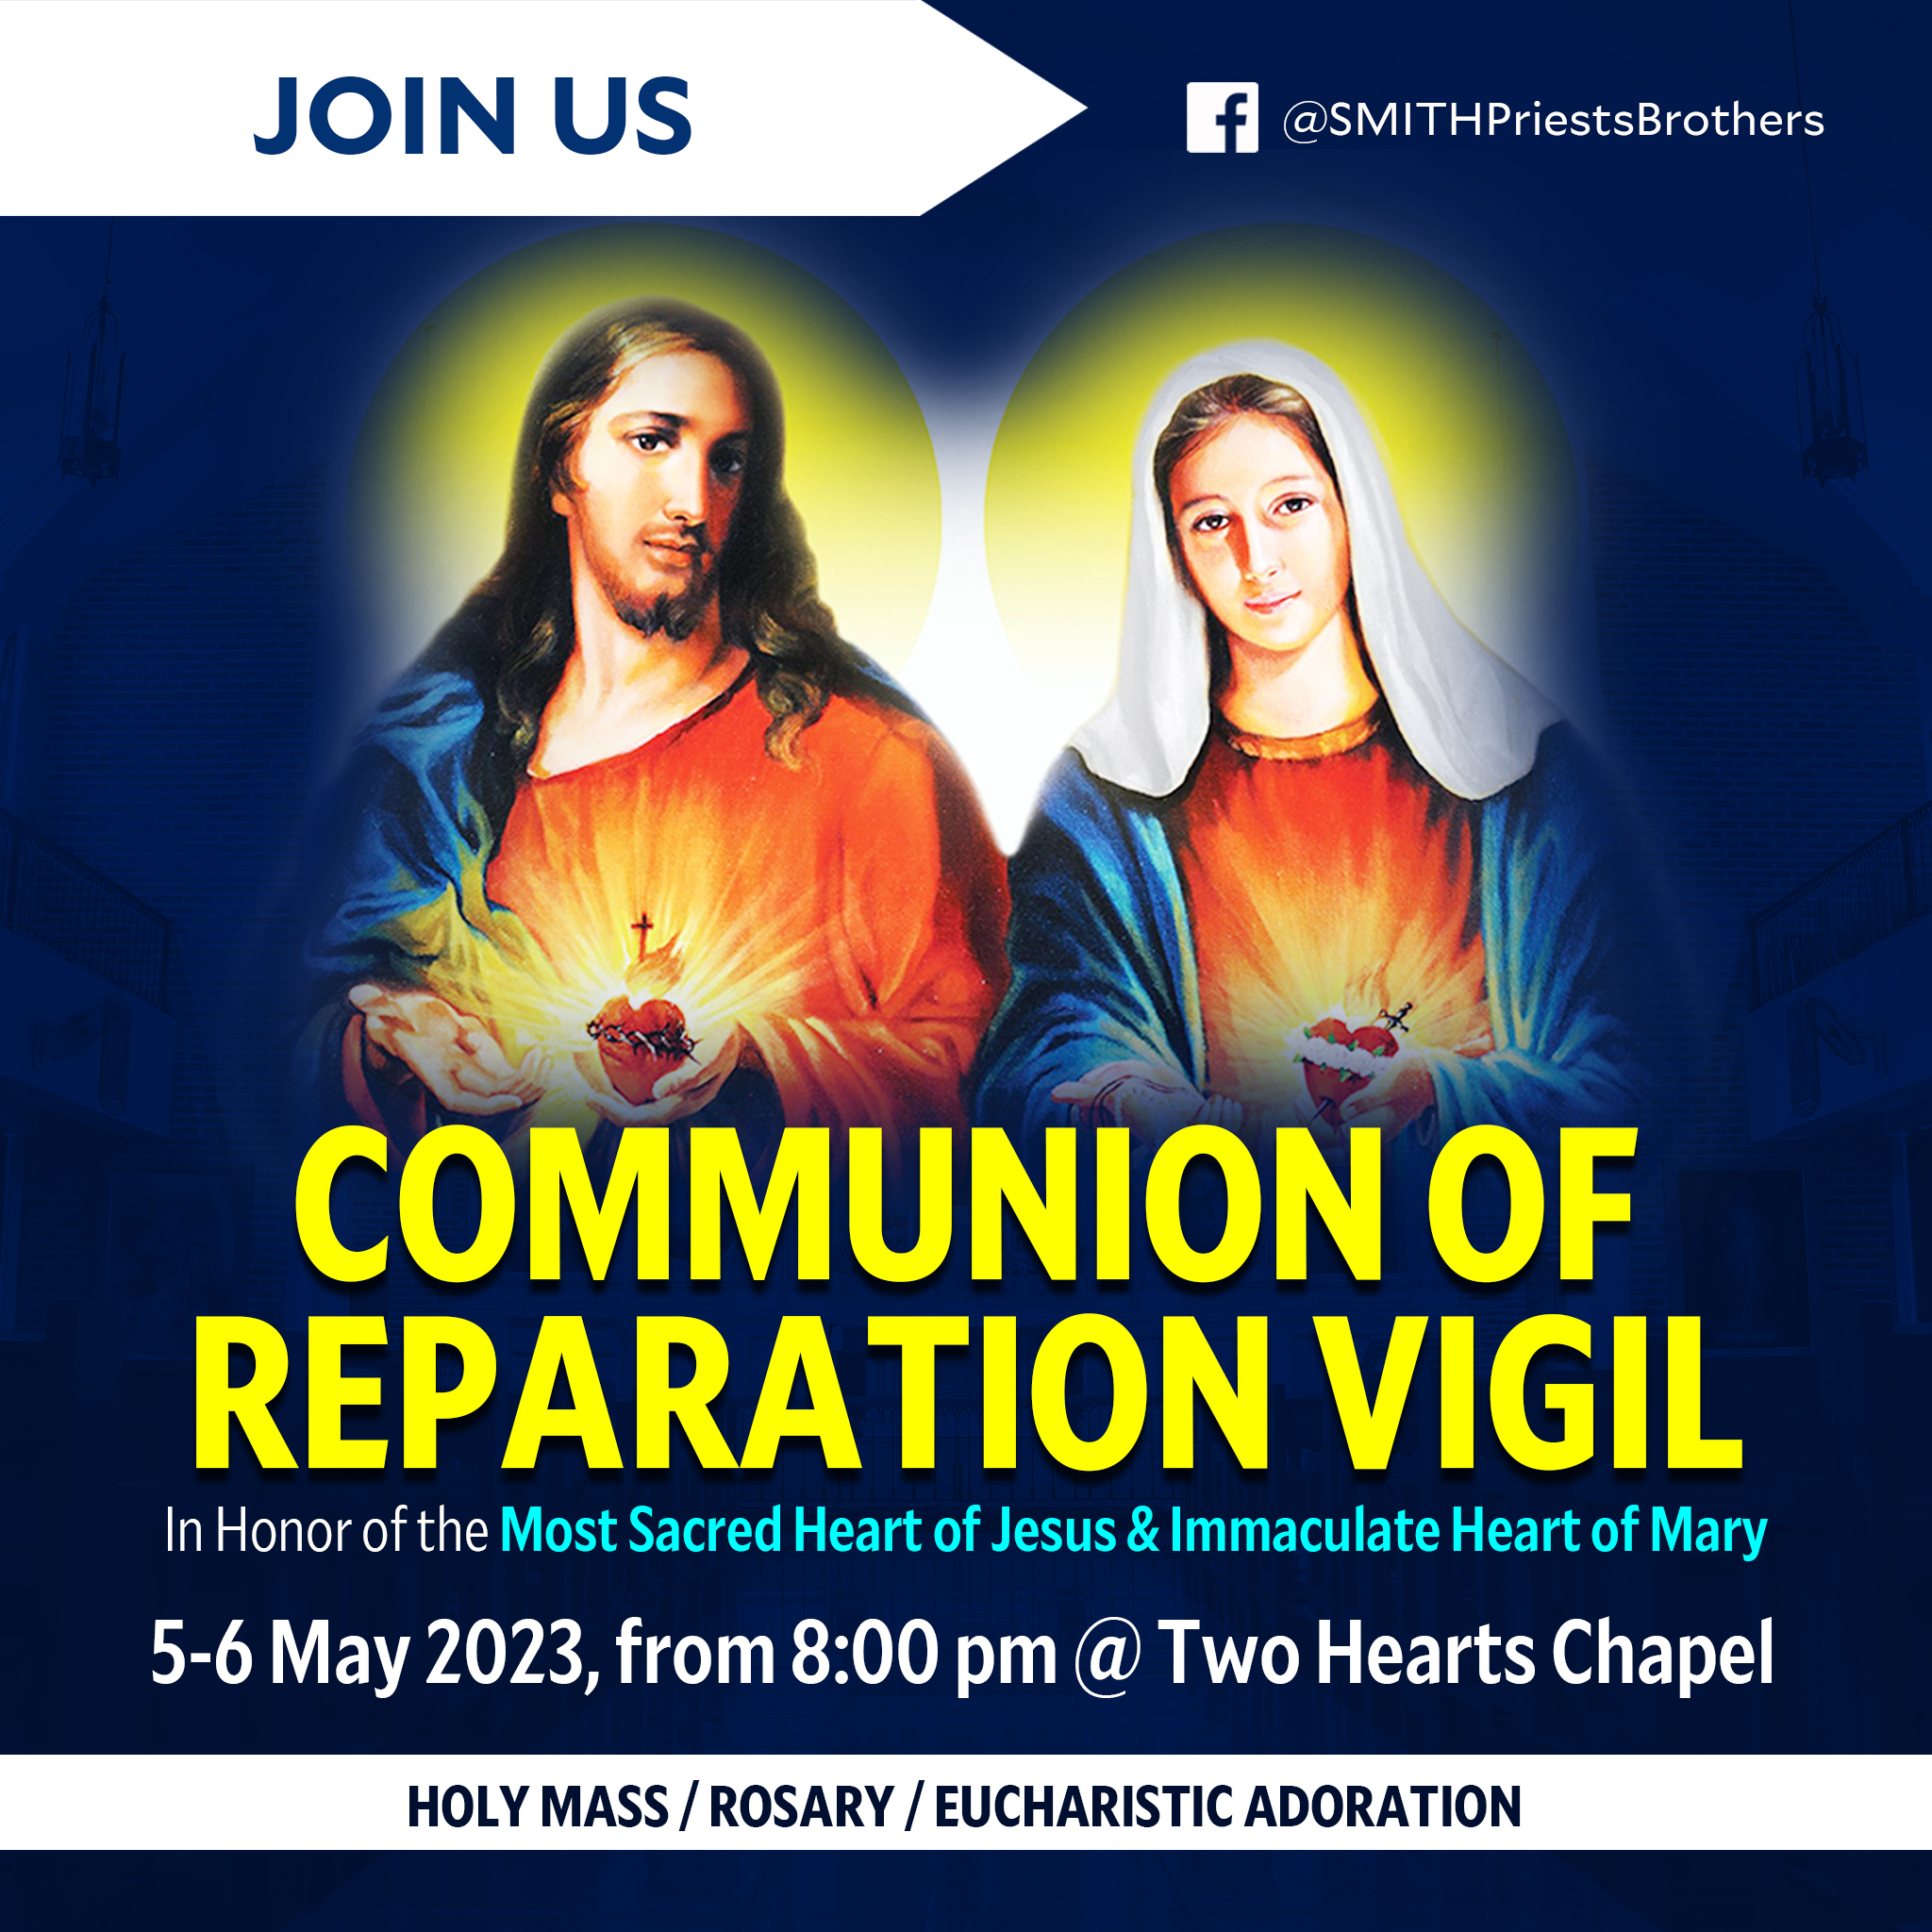 JOIN US
@SMITHPriestsBrothers
COMMUNION OF
REPARATION VIGIL
In Honor of the Most Sacred Heart of Jesus & Immaculate Heart of Mary
5-6 May 2023, from 8:00 pm @ Two Hearts Chapel
HOLY MASS / ROSARY / EUCHARISTIC ADORATION